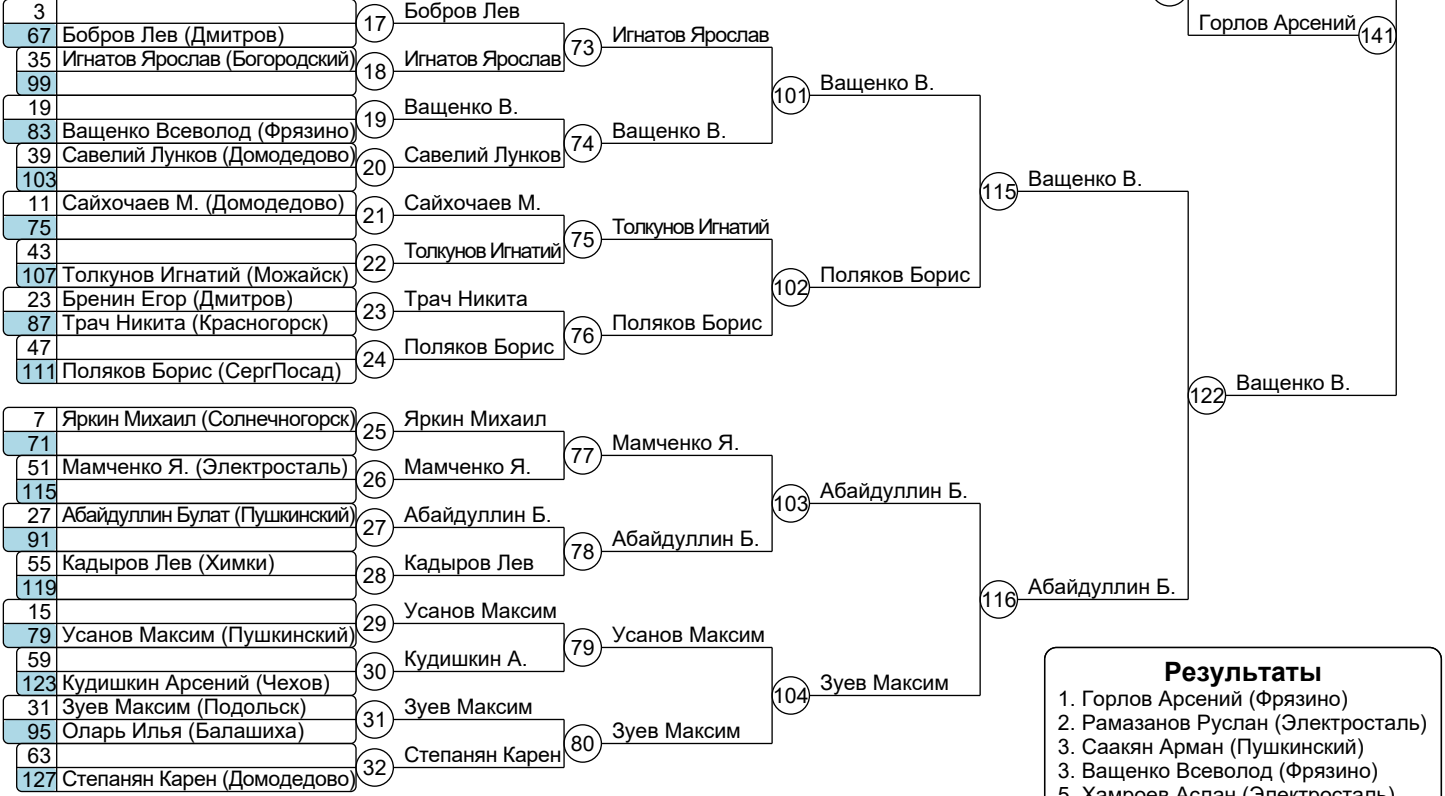 3
67 Бобров Лев (Дмитров)
35 Игнатов Ярослав (Богородский)
99
19
83 Ващенко Всеволод (Фрязино)
39 Савелий Лунков (Домодедово)
103
11 Сайхочаев М. (Домодедово)
75
43
107 Толкунов Игнатий (Можайск)
23 Бренин Егор (Дмитров)
87 Трач Никита (Красногорск)
47
111 Поляков Борис (СергПосад)
7 Яркин Михаил (Солнечногорск)
71
51 Мамченко Я. (Электросталь)
115
27 Абайдуллин Булат (Пушкинский)
91
55 Кадыров Лев (Химки)
119
15
79 Усанов Максим (Пушкинский)
59
123 Кудишкин Арсений (Чехов)
31 Зуев Максим (Подольск)
95 Оларь Илья (Балашиха)
63
127 Степанян Карен (Домодедово)
17 Бобров Лев
18 Игнатов Ярослав
19 Ващенко В.
20 Савелий Лунков
21 Сайхочаев М.
22 Толкунов Игнатий
23 Трач Никита
24 Поляков Борис
25 Яркин Михаил
26 Мамченко Я.
27 Абайдуллин Б.
28 Кадыров Лев
29 Усанов Максим
30 Кудишкин А.
31 Зуев Максим
32 Степанян Карен
73 Игнатов Ярослав
74 Ващенко В.
75 Толкунов Игнатий
76 Поляков Борис
77 Мамченко Я.
78 Абайдуллин Б.
79 Усанов Максим
80 Зуев Максим
101 Ващенко В.
102 Поляков Борис
103 Абайдуллин Б.
104 Зуев Максим
115 Ващенко В.
116 Абайдуллин Б.
122 Ващенко В.
Горлов Арсений 141
Результаты
1. Горлов Арсений (Фрязино)
2. Рамазанов Руслан (Электросталь)
3. Саакян Арман (Пушкинский)
3. Ващенко Всеволод (Фрязино)
5. Хамроев Аслан (Электросталь)